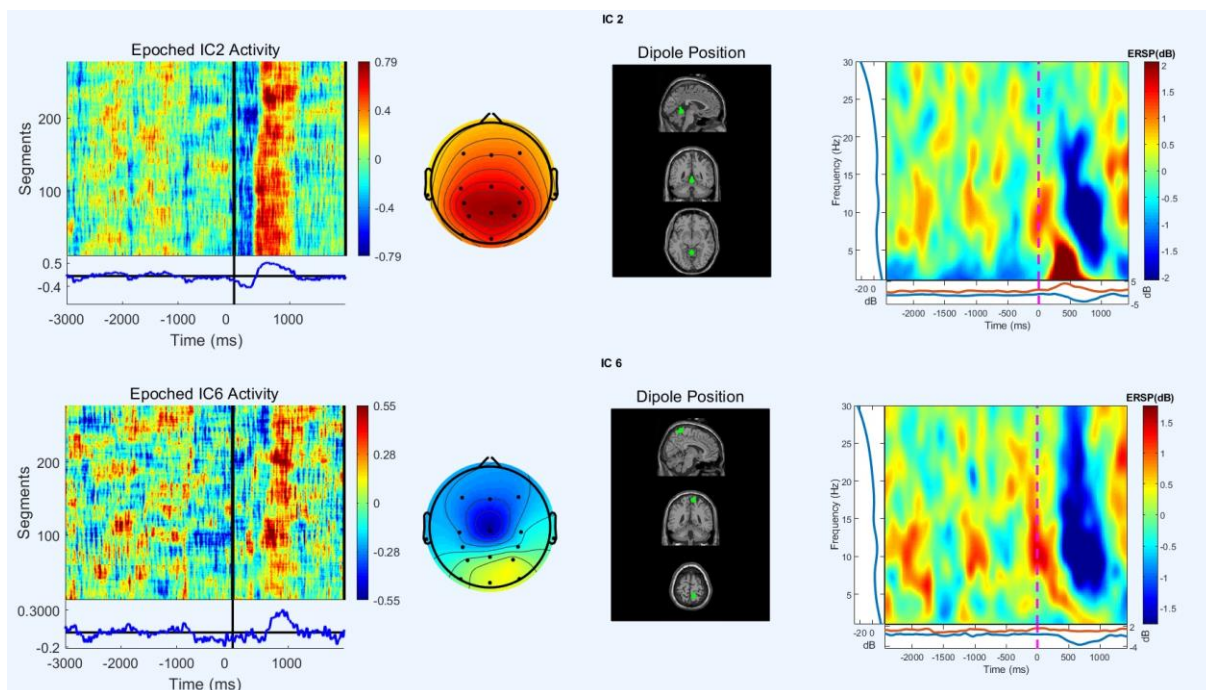 IC 2
Epoched IC2 Activity
Segments
200
100
0.79
0.4
0
-0.4
-0.79
0.5
-0.4
-3000 -2000 -1000 0 1000
Time (ms)
Dipole Position
ERSP(dB)
Frequency (Hz)
30
25
20
15
10
5
2
1.5
1
0.5
0
-0.5
-1
-1.5
-2
-20 0
dB
5
-5
dB
-2000 -1500 -1000 -500 0 500 1000
Time (ms)
IC 6
Epoched IC6 Activity
Segments
200
100
0.55
0.28
0
-0.28
-0.55
0.3000
-0.2
-3000 -2000 -1000 0 1000
Time (ms)
Dipole Position
ERSP(dB)
Frequency (Hz)
30
25
20
15
10
5
1.5
1
0.5
0
-0.5
-1
-1.5
-20 0
dB
2
-4
dB
-2000 -1500 -1000 -500 0 500 1000
Time (ms)